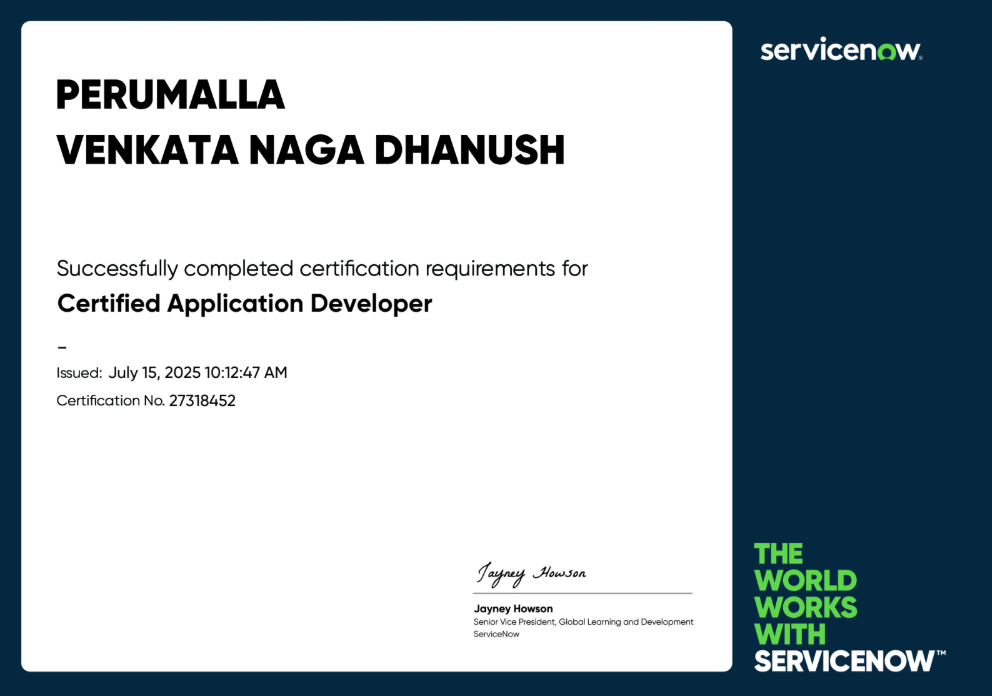 servicenow
PERUMALLA
VENKATA NAGA DHANUSH
Successfully completed certification requirements for
Certified Application Developer
–
Issued: July 15, 2025 10:12:47 AM
Certification No. 27318452
Jayney Howson
Jayney Howson
Senior Vice President, Global Learning and Development
ServiceNow
THE
WORLD
WORKS
WITH
SERVICENOW™